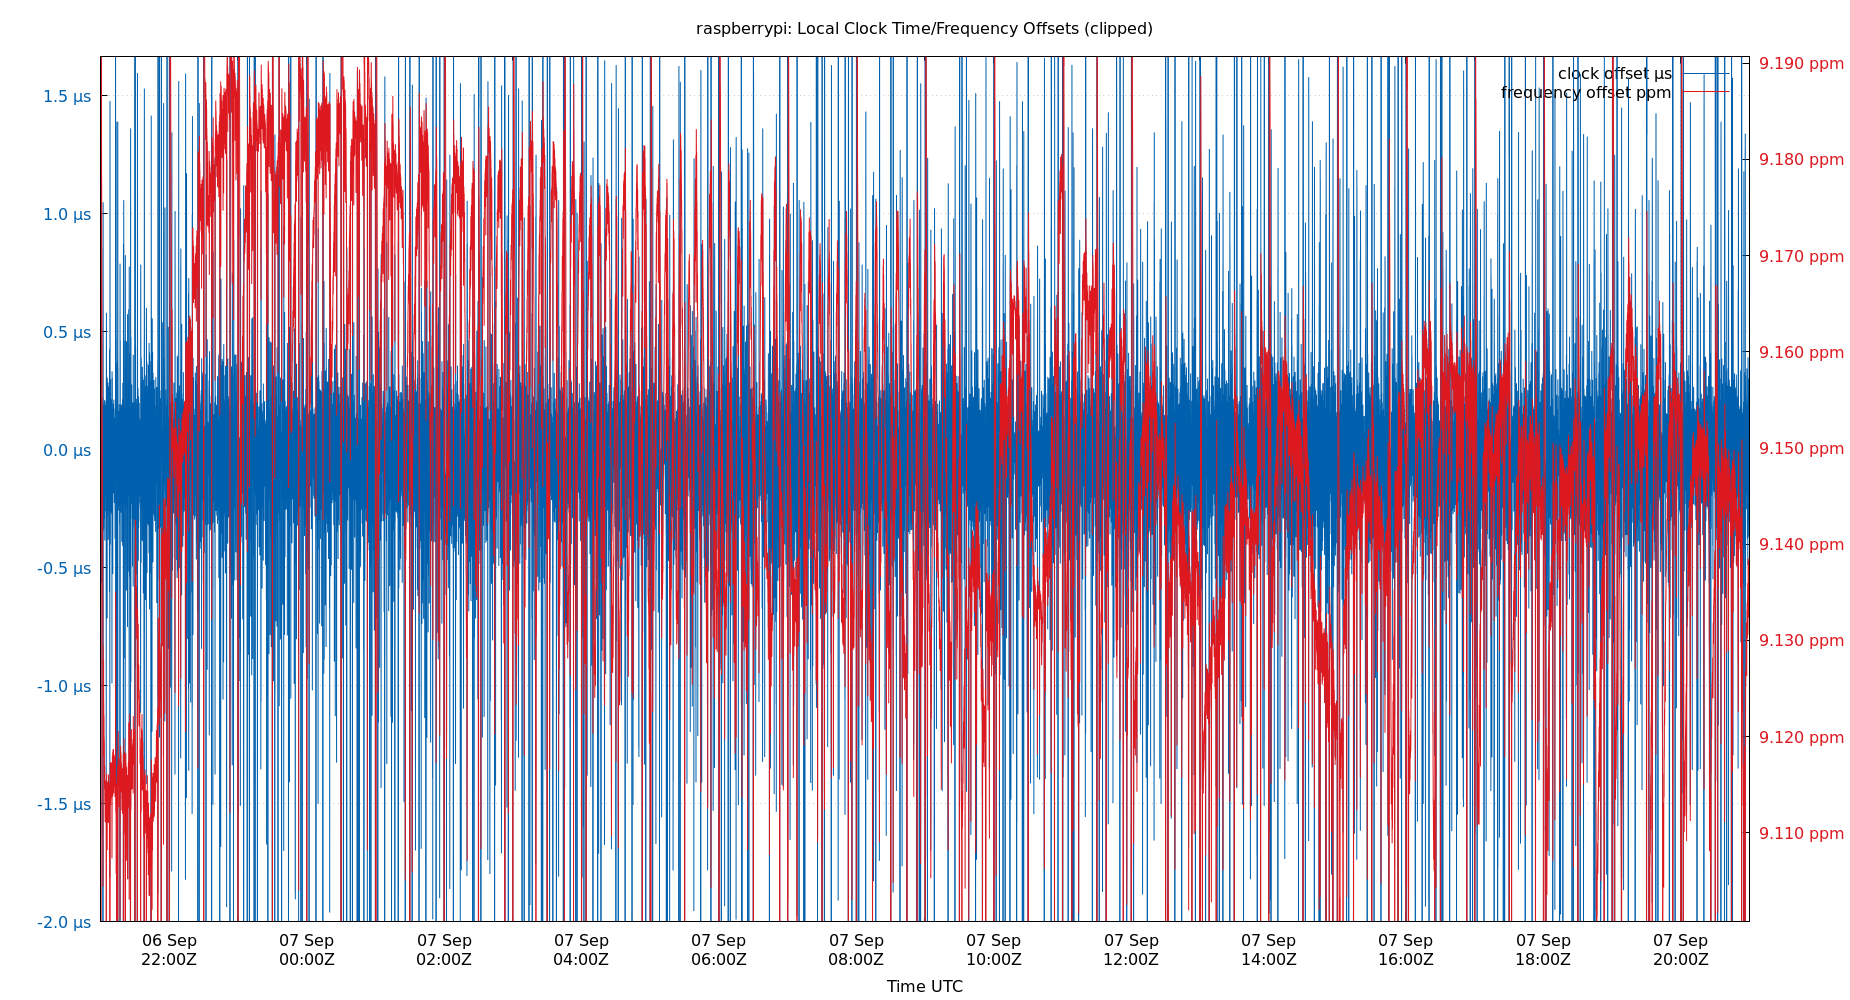 raspberrypi: Local Clock Time/Frequency Offsets (clipped)
clock offset µs
frequency offset ppm
1.5 µs
1.0 µs
0.5 µs
0.0 µs
-0.5 µs
-1.0 µs
-1.5 µs
-2.0 µs
9.190 ppm
9.180 ppm
9.170 ppm
9.160 ppm
9.150 ppm
9.140 ppm
9.130 ppm
9.120 ppm
9.110 ppm
06 Sep 07 Sep 07 Sep 07 Sep 07 Sep 07 Sep 07 Sep 07 Sep 07 Sep 07 Sep 07 Sep 07 Sep
22:00Z 00:00Z 02:00Z 04:00Z 06:00Z 08:00Z 10:00Z 12:00Z 14:00Z 16:00Z 18:00Z 20:00Z
Time UTC